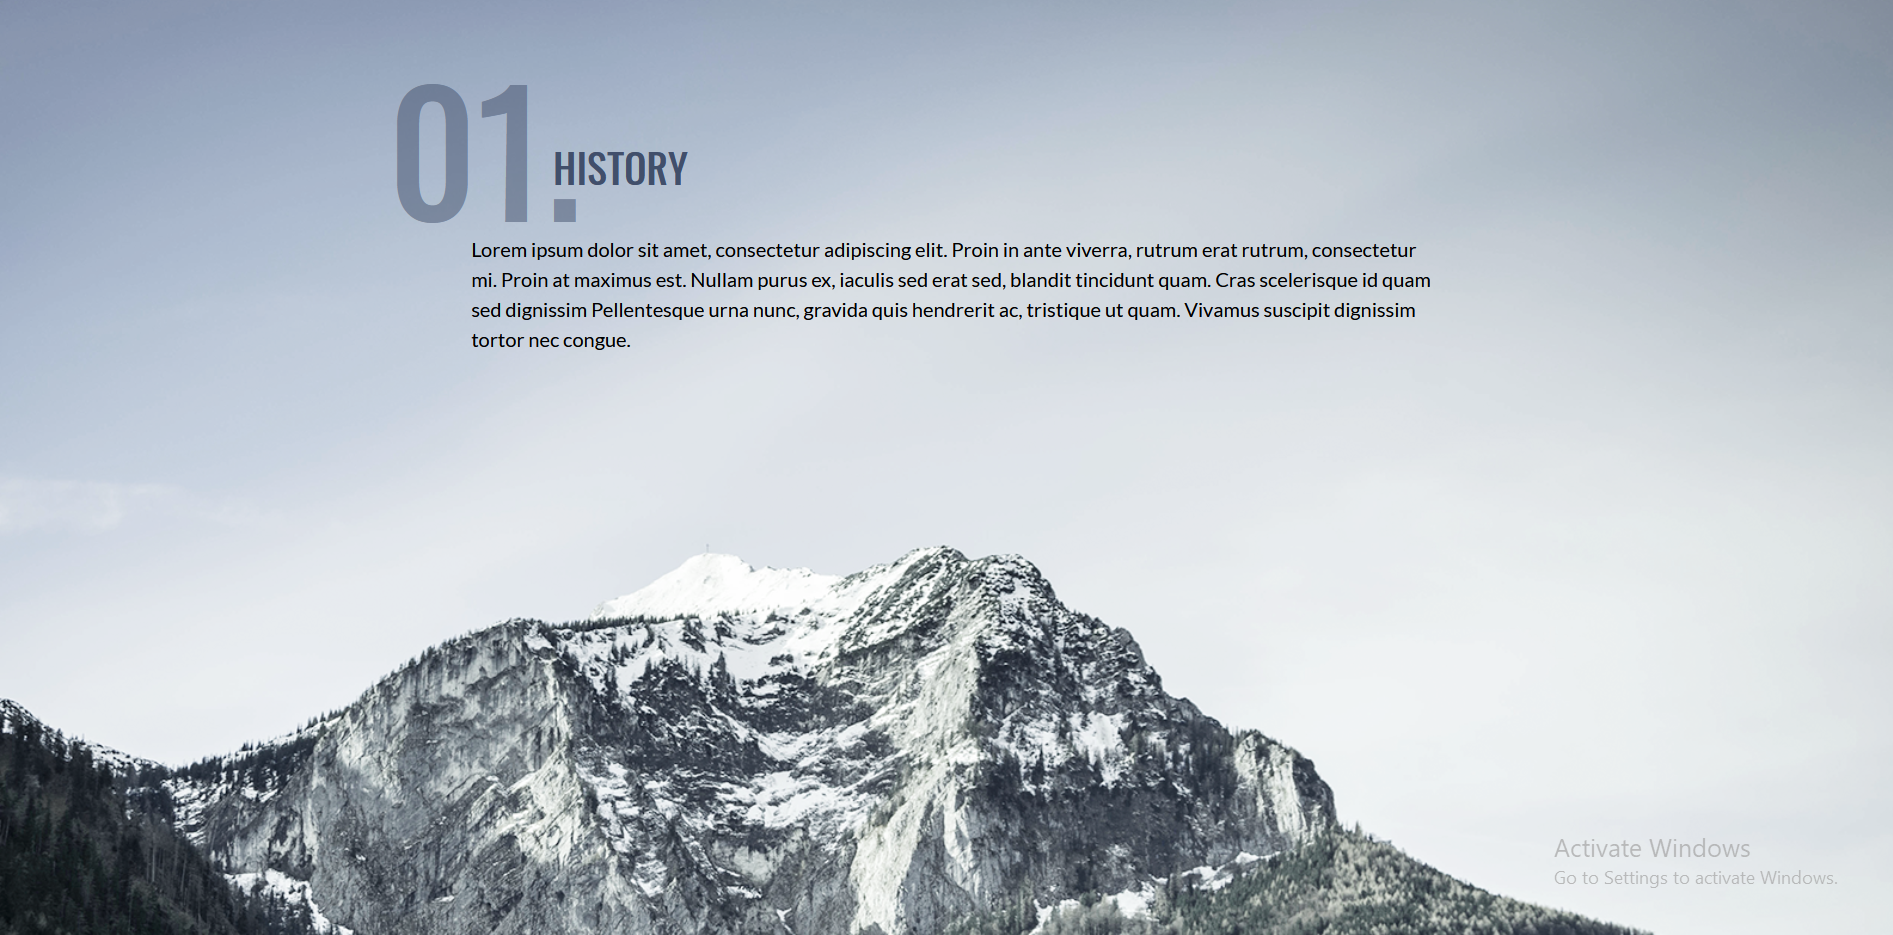 01.
HISTORY
Lorem ipsum dolor sit amet, consectetur adipiscing elit. Proin in ante viverra, rutrum erat rutrum, consectetur
mi. Proin at maximus est. Nullam purus ex, iaculis sed erat sed, blandit tincidunt quam. Cras scelerisque id quam
sed dignissim Pellentesque urna nunc, gravida quis hendrerit ac, tristique ut quam. Vivamus suscipit dignissim
tortor nec congue.
Activate Windows
Go to Settings to activate Windows.